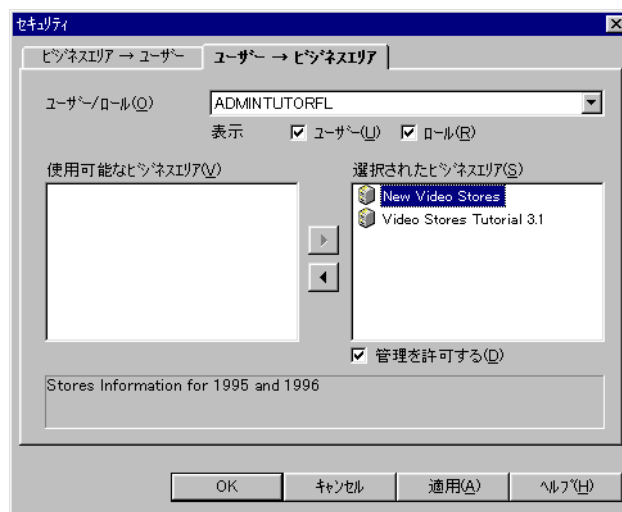 セキュリティ
ビジネスエリア → ユーザー
ユーザー → ビジネスエリア
ユーザー/ロール(O)
ADMINTUTORFL
表示
ユーザー(U)
ロール(R)
使用可能なビジネスエリア(V)
選択されたビジネスエリア(S)
New Video Stores
Video Stores Tutorial 3.1
管理を許可する(D)
Stores Information for 1995 and 1996
OK
キャンセル
適用(A)
ヘルプ(H)